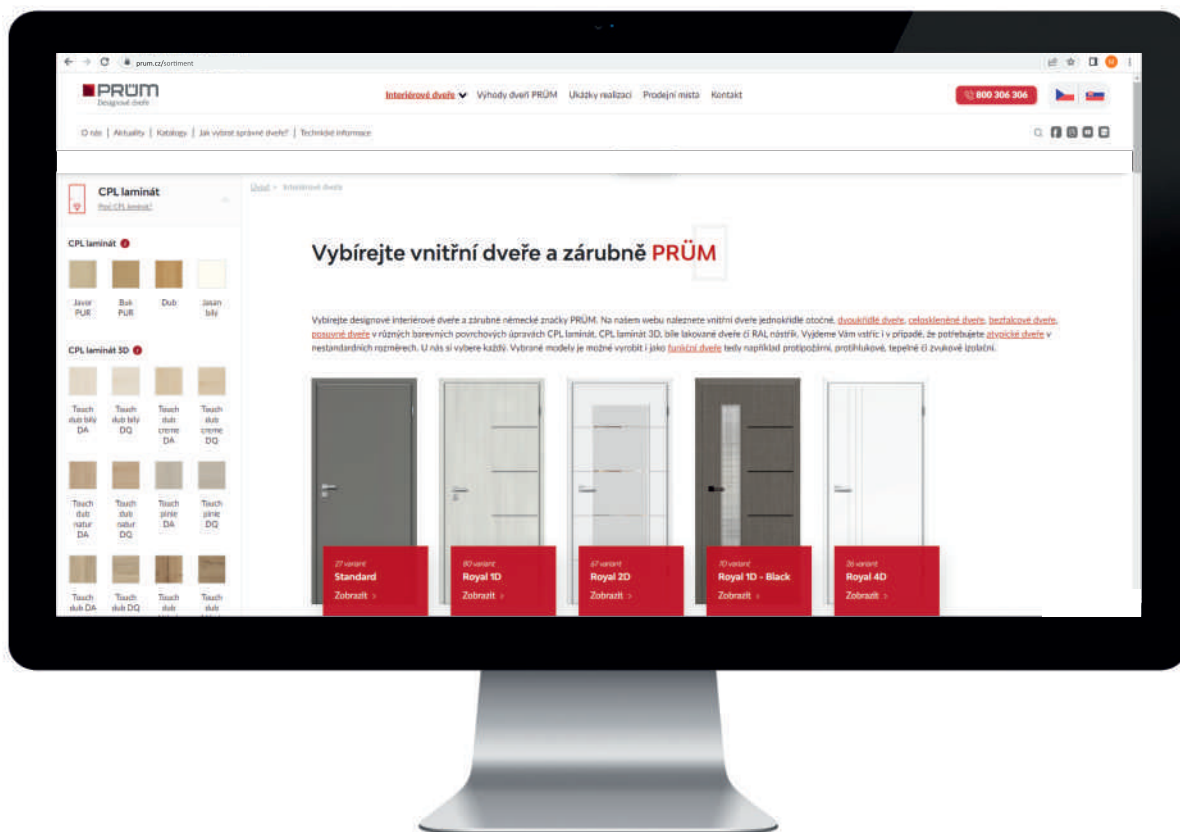 prum.cz/sortiment
PRÜM
Designové dveře
Interiérové dveře Výhody dveří PRÜM Ukázky realizací Prodejní místa Kontakt
800 306 306
O nás | Aktuality | Katalogy | Jak vybrat správné dveře? | Technické informace
CPL laminát
Proč CPL laminát?
Úvod > Interiérové dveře
CPL laminát
Javor PUR
Buk PUR
Dub
Jasan bílý
CPL laminát 3D
Touch dub bílý DA
Touch dub bílý DQ
Touch dub creme DA
Touch dub creme DQ
Touch dub natur DA
Touch dub natur DQ
Touch pinie DA
Touch pinie DQ
Touch dub DA
Touch dub DQ
Touch dub
Touch dub
Vybírejte vnitřní dveře a zárubně PRÜM
Vybírejte designové interiérové dveře a zárubně německé značky PRÜM. Na našem webu naleznete vnitřní dveře jednokřídlé otočné, dvoukřídlé dveře, celoskleněné dveře, bezfalcové dveře,
posuvné dveře v různých barevných povrchových úpravách CPL laminát, CPL laminát 3D, bíle lakované dveře či RAL nástřik. Vyjdeme Vám vstříc i v případě, že potřebujete atypické dveře v
nestandardních rozměrech. U nás si vybere každý. Vybrané modely je možné vyrobit i jako funkční dveře tedy například protipožární, protihlukové, tepelně či zvukově izolační.
27 variant
Standard
Zobrazit >
80 variant
Royal 1D
Zobrazit >
67 variant
Royal 2D
Zobrazit >
70 variant
Royal 1D - Black
Zobrazit >
26 variant
Royal 4D
Zobrazit >